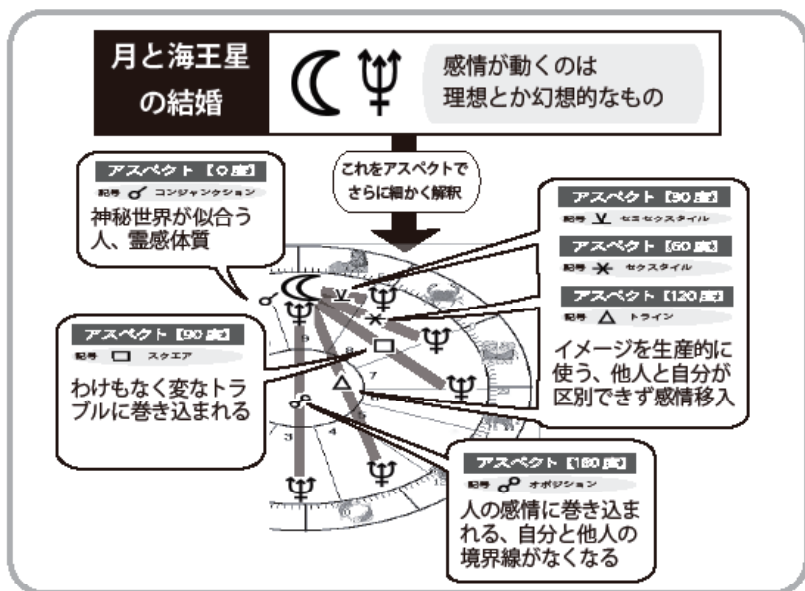 月と海王星
の結婚
感情が動くのは
理想とか幻想的なもの
これをアスペクトで
さらに細かく解釈
アスペクト【0度】
記号 ☌ コンジャンクション
神秘世界が似合う
人、霊感体質
アスペクト【30度】
記号 ⚺ セミセクスタイル
アスペクト【60度】
記号 ⚹ セクスタイル
アスペクト【120度】
記号 △ トライン
イメージを生産的に
使う、他人と自分が
区別できず感情移入
アスペクト【90度】
記号 □ スクエア
わけもなく変なトラ
ブルに巻き込まれる
アスペクト【180度】
記号 ☍ オポジション
人の感情に巻き込ま
れる、自分と他人の
境界線がなくなる
9
8
7
3
4